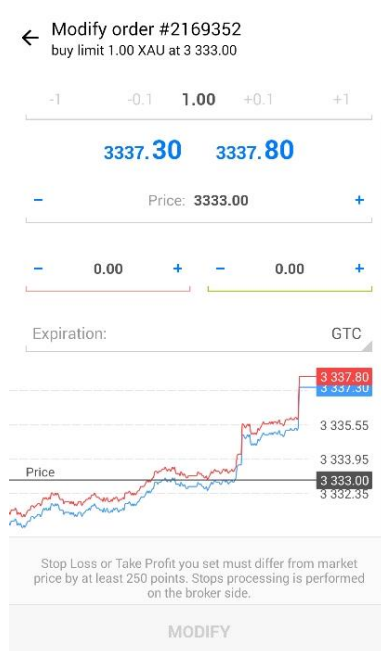 Modify order #2169352
buy limit 1.00 XAU at 3 333.00
-1 -0.1 1.00 +0.1 +1
3337.30 3337.80
− Price: 3333.00 +
− 0.00 + − 0.00 +
Expiration: GTC
3 337.80
3 337.30
3 335.55
3 333.95
Price
3 333.00
3 332.35
Stop Loss or Take Profit you set must differ from market
price by at least 250 points. Stops processing is performed
on the broker side.
MODIFY